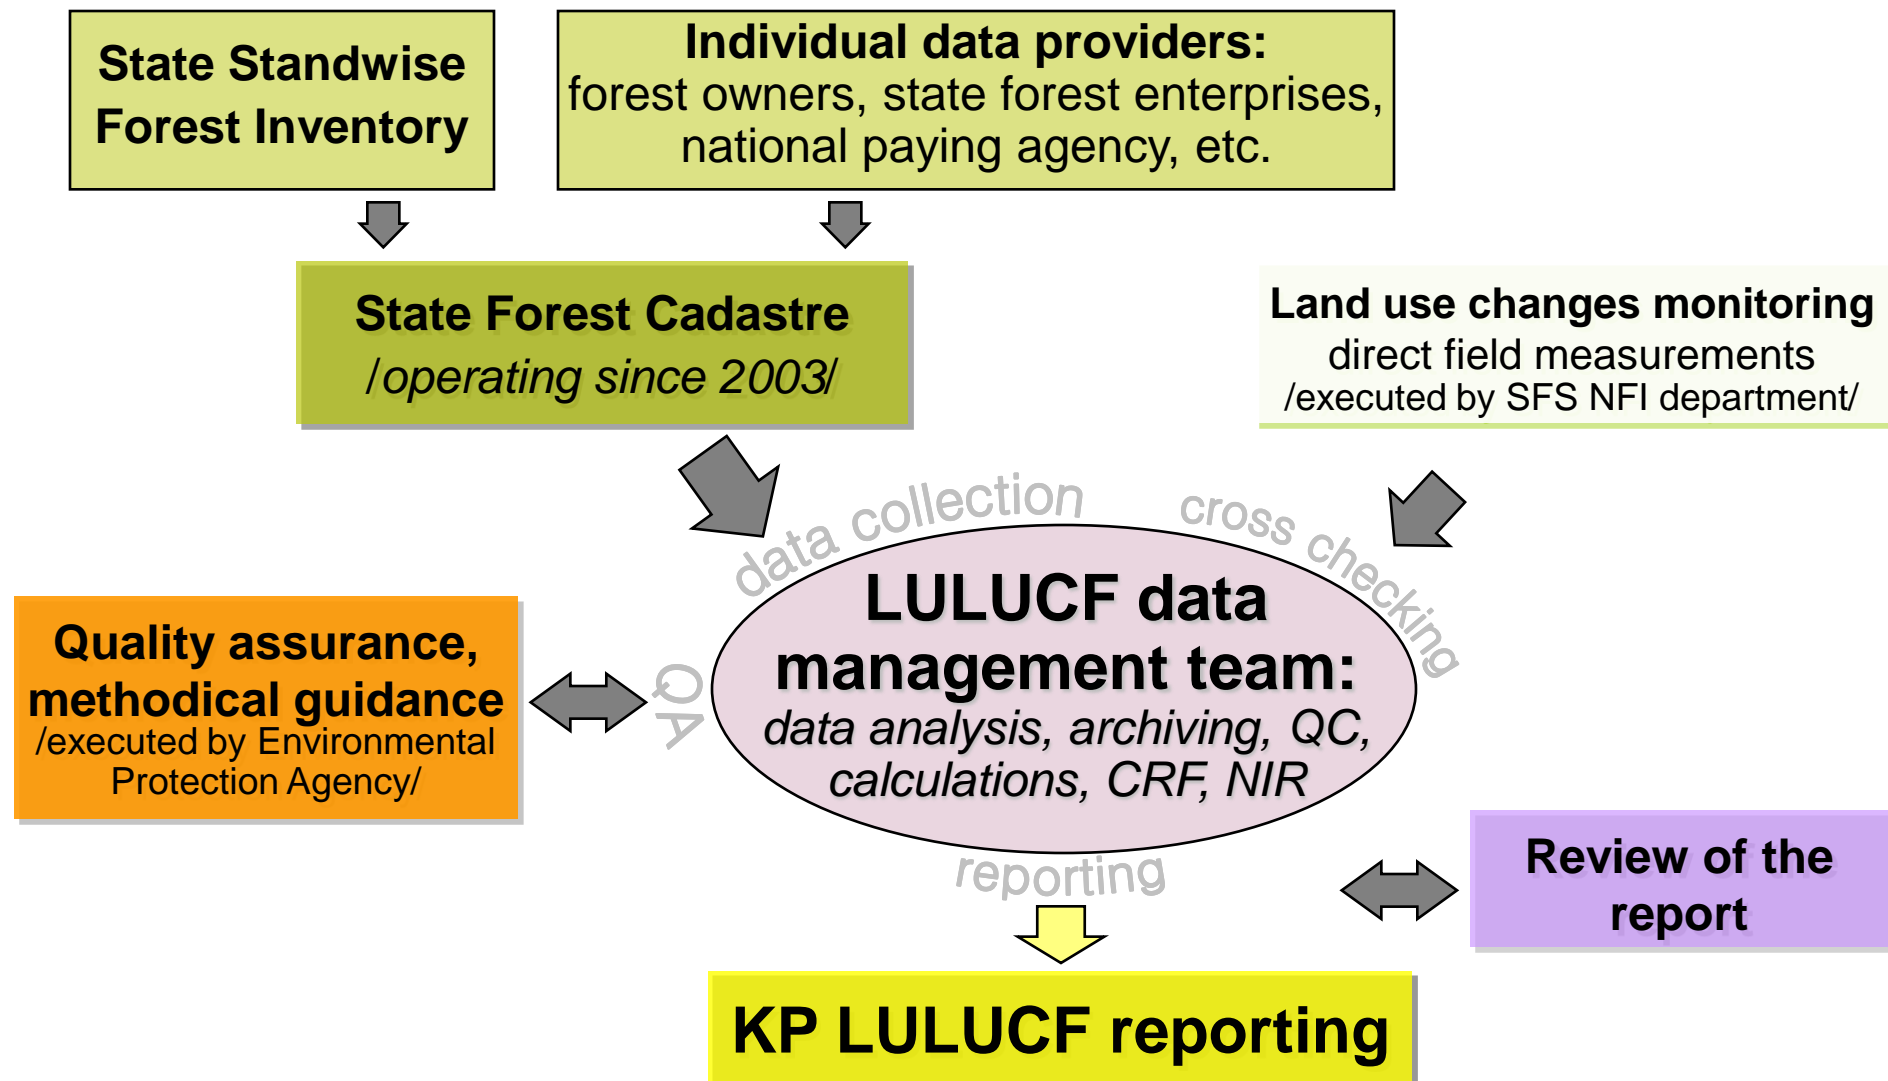 State Standwise
Forest Inventory
Individual data providers:
forest owners, state forest enterprises,
national paying agency, etc.
State Forest Cadastre
/operating since 2003/
Land use changes monitoring
direct field measurements
/executed by SFS NFI department/
data collection
cross checking
Quality assurance,
methodical guidance
/executed by Environmental
Protection Agency/
QA
LULUCF data
management team:
data analysis, archiving, QC,
calculations, CRF, NIR
reporting
Review of the
report
KP LULUCF reporting